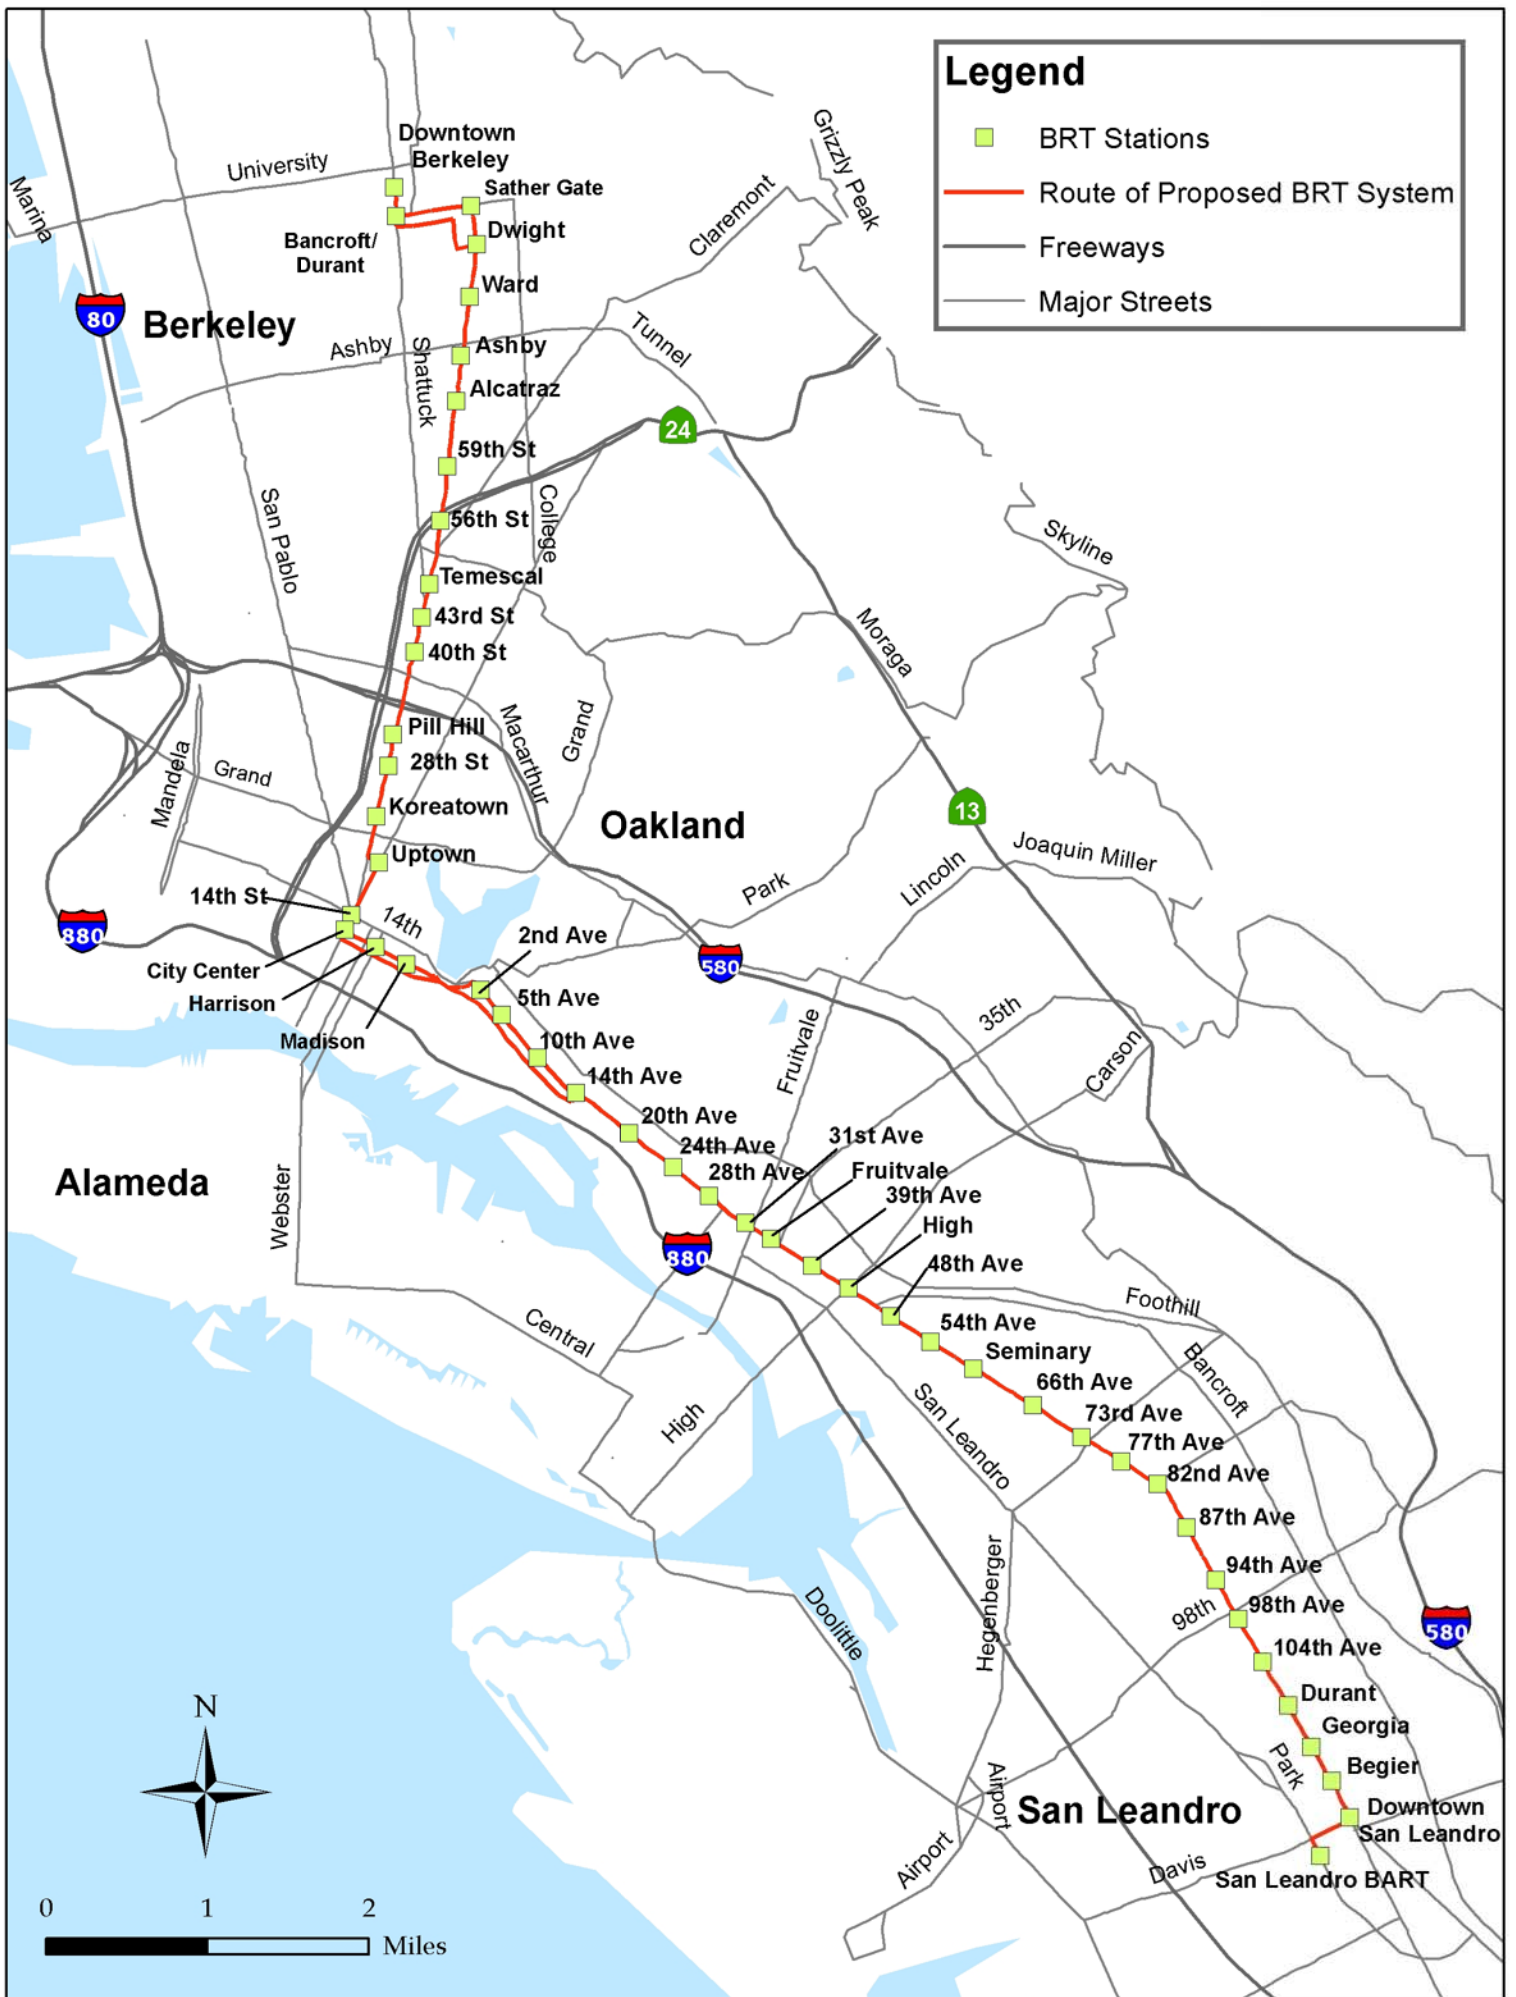 Legend
BRT Stations
Route of Proposed BRT System
Freeways
Major Streets
Downtown
Berkeley
University
Sather Gate
Marina
Bancroft/
Durant
Dwight
Claremont
Grizzly Peak
Ward
80
Berkeley
Ashby
Shattuck
Ashby
Tunnel
Alcatraz
24
59th St
San Pablo
College
56th St
Skyline
Temescal
43rd St
40th St
Moraga
Pill Hill
Macarthur
Grand
28th St
Mandela
Grand
Koreatown
Oakland
13
Uptown
Joaquin Miller
Lincoln
Park
14th St
14th
880
2nd Ave
580
City Center
Harrison
5th Ave
35th
Madison
10th Ave
Fruitvale
Carson
14th Ave
20th Ave
24th Ave
31st Ave
28th Ave
Fruitvale
Alameda
39th Ave
Webster
High
880
48th Ave
Foothill
Central
54th Ave
Seminary
Bancroft
66th Ave
High
San Leandro
73rd Ave
77th Ave
82nd Ave
87th Ave
Hegenberger
94th Ave
Doolittle
98th
98th Ave
580
104th Ave
Durant
N
Georgia
Park
Begier
Airport
San Leandro
Downtown
San Leandro
Airport
Davis
San Leandro BART
0 1 2
Miles